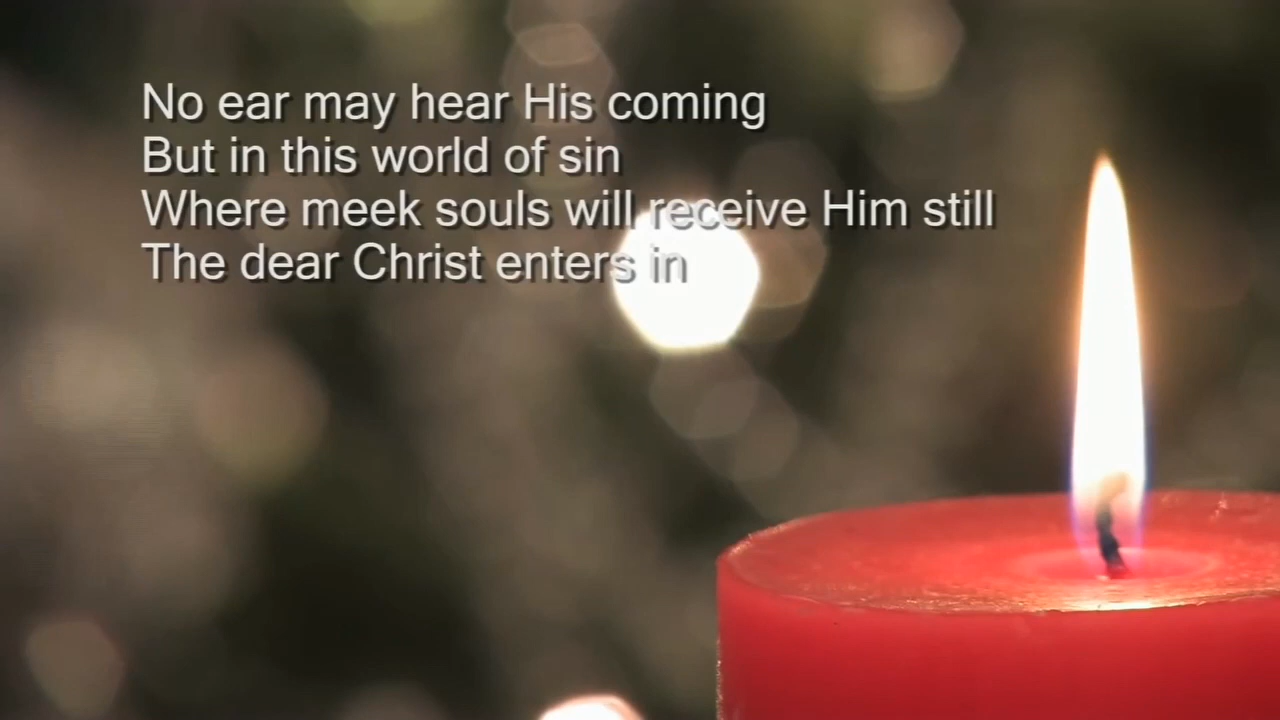 No ear may hear His coming
But in this world of sin
Where meek souls will receive Him still
The dear Christ enters in